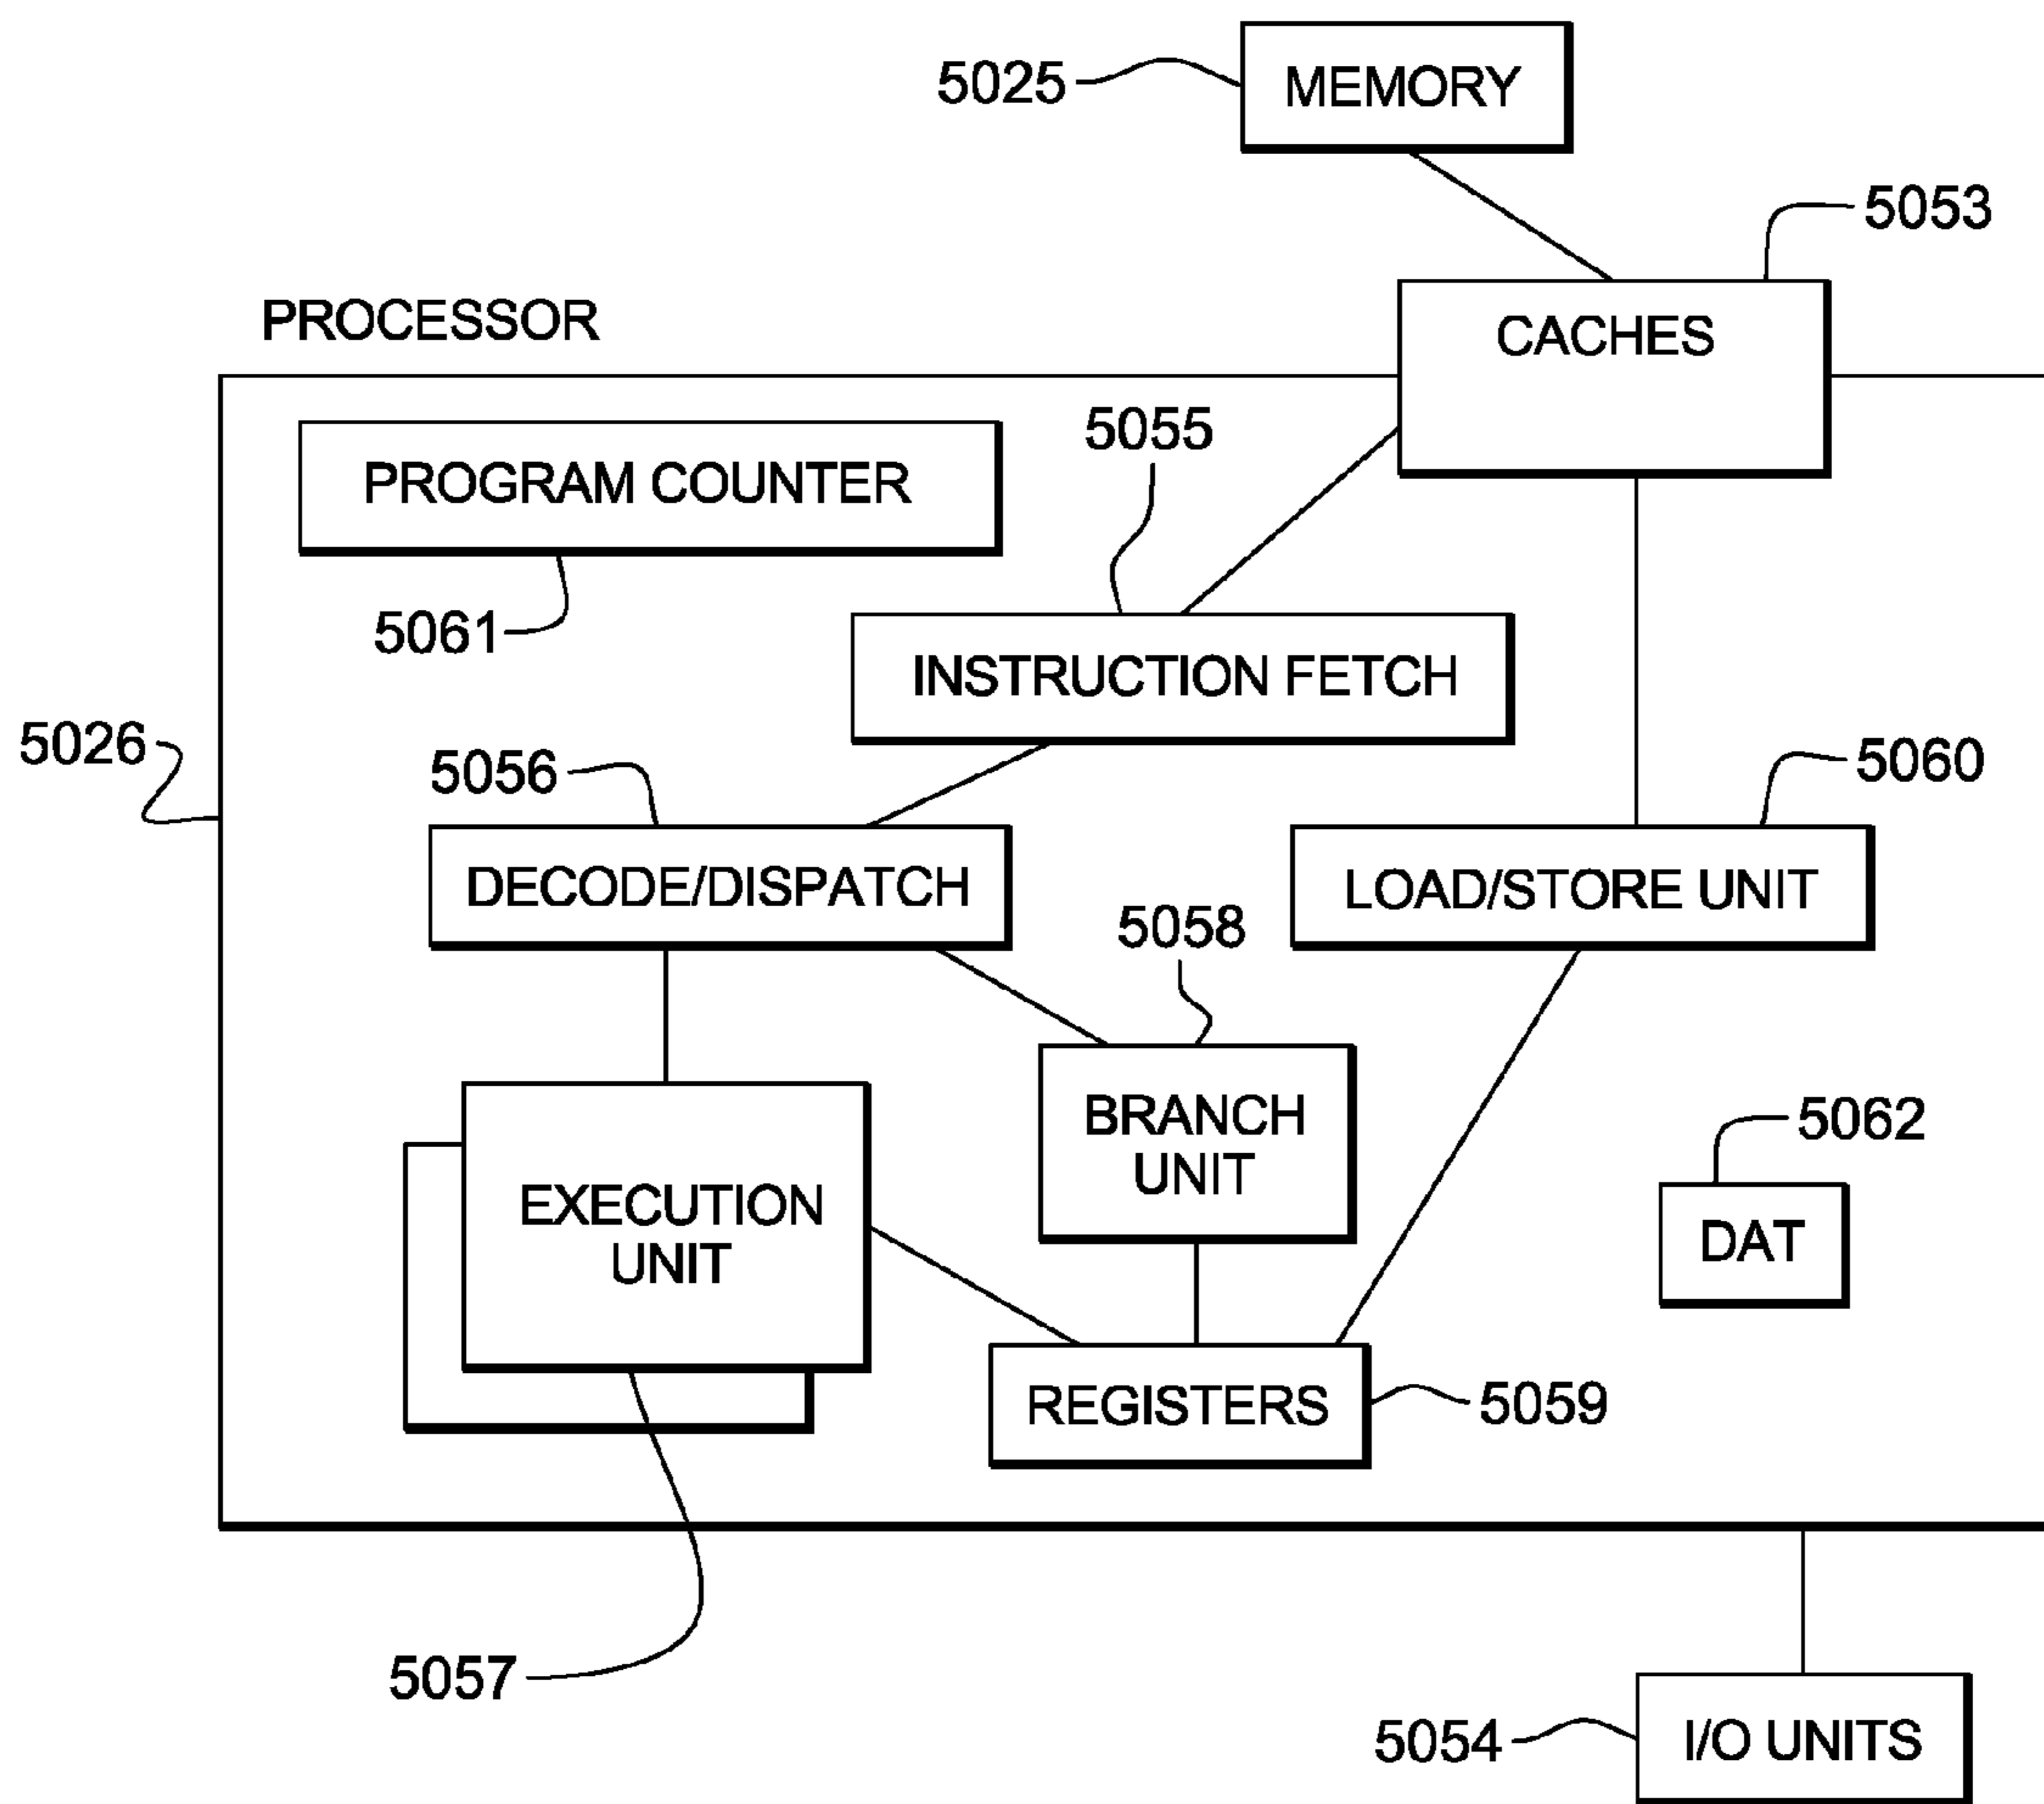 MEMORY
5025
5053
CACHES
PROCESSOR
5055
PROGRAM COUNTER
5061
INSTRUCTION FETCH
5026
5056
5060
DECODE/DISPATCH
LOAD/STORE UNIT
5058
BRANCH
UNIT
5062
EXECUTION
UNIT
DAT
REGISTERS
5059
5057
5054
I/O UNITS